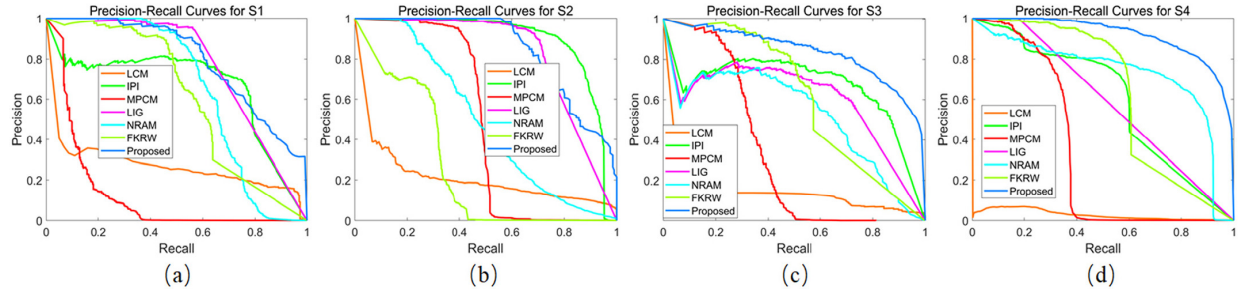 Precision-Recall Curves for S1
Precision
1
0.8
0.6
0.4
0.2
0
0
0.2
0.4
0.6
0.8
1
Recall
LCM
IPI
MPCM
LIG
NRAM
FKRW
Proposed
(a)
Precision-Recall Curves for S2
Precision
1
0.8
0.6
0.4
0.2
0
0
0.2
0.4
0.6
0.8
1
Recall
LCM
IPI
MPCM
LIG
NRAM
FKRW
Proposed
(b)
Precision-Recall Curves for S3
Precision
1
0.8
0.6
0.4
0.2
0
0
0.2
0.4
0.6
0.8
1
Recall
LCM
IPI
MPCM
LIG
NRAM
FKRW
Proposed
(c)
Precision-Recall Curves for S4
Precision
1
0.8
0.6
0.4
0.2
0
0
0.2
0.4
0.6
0.8
1
Recall
LCM
IPI
MPCM
LIG
NRAM
FKRW
Proposed
(d)